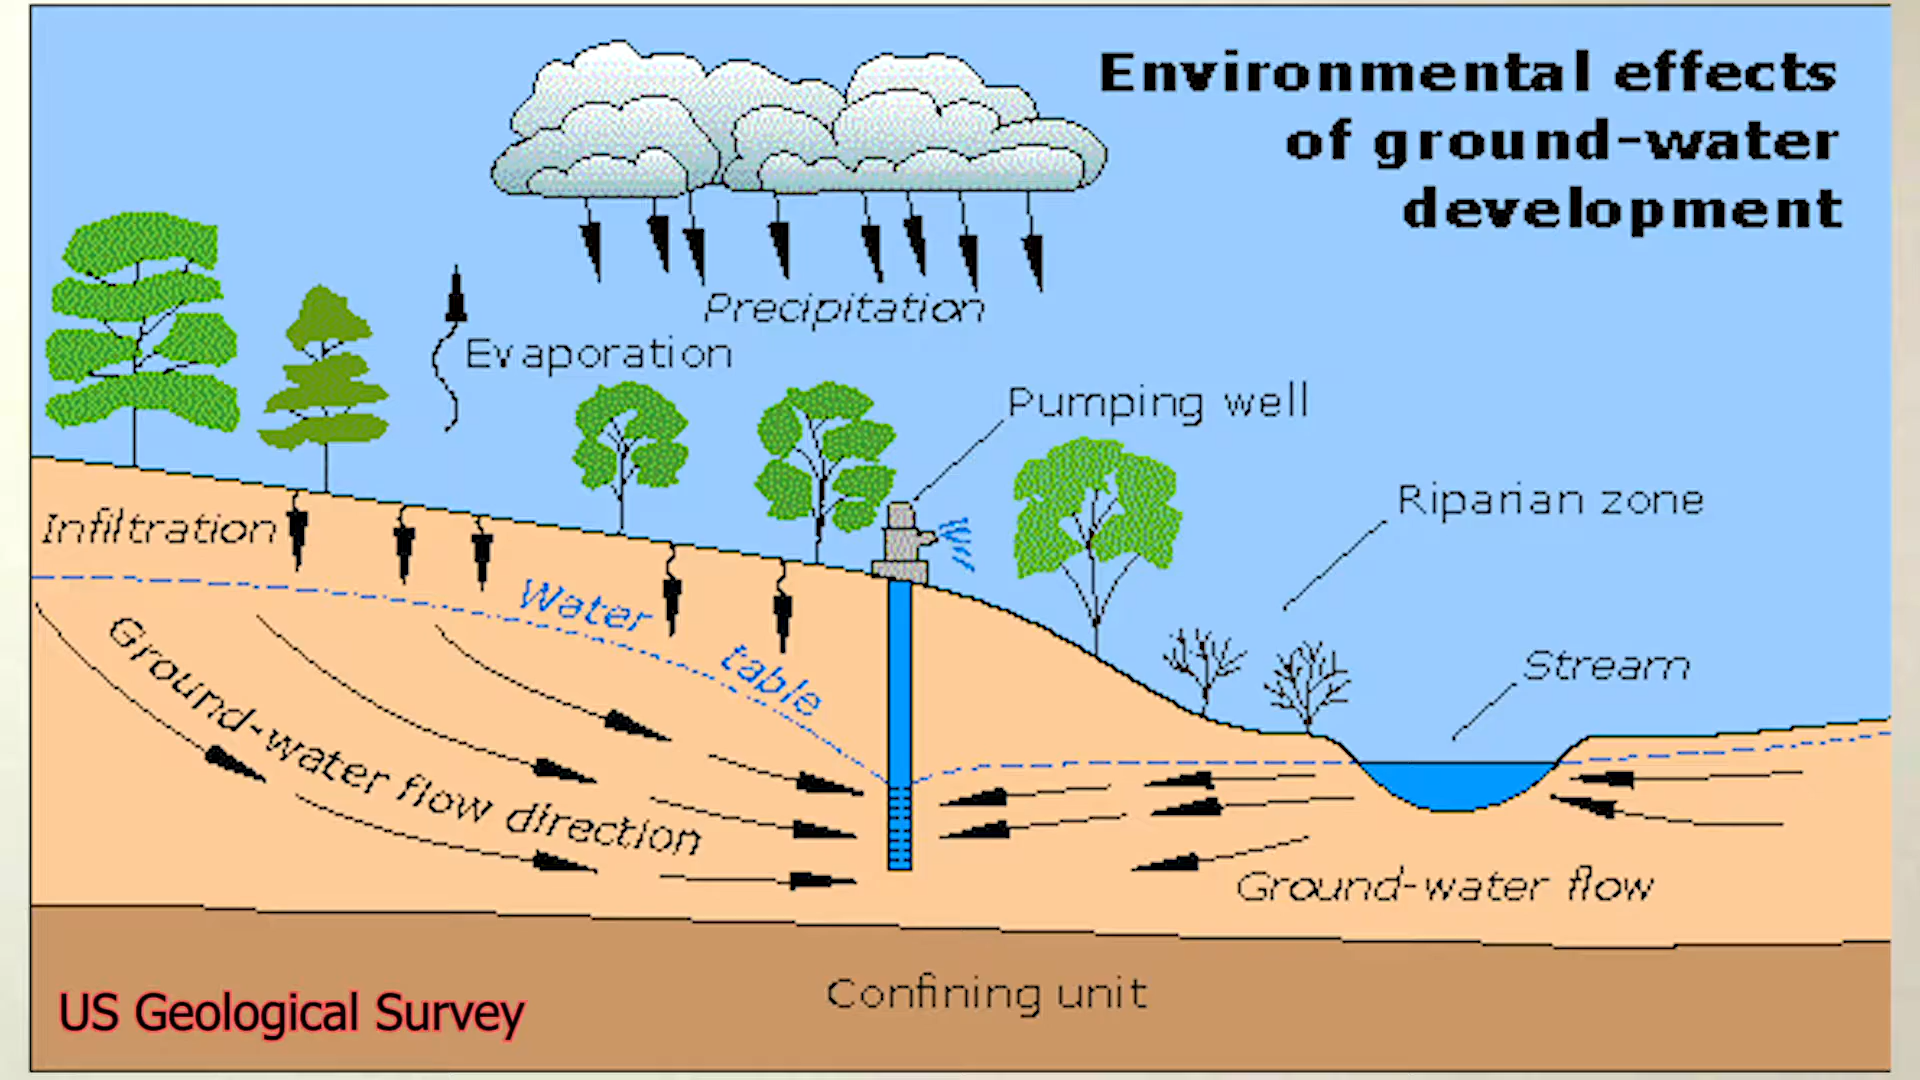 Environmental effects
of ground-water
development
Precipitation
Evaporation
Pumping well
Riparian zone
Infiltration
Water table
Stream
Ground-water flow direction
Ground-water flow
Confining unit
US Geological Survey